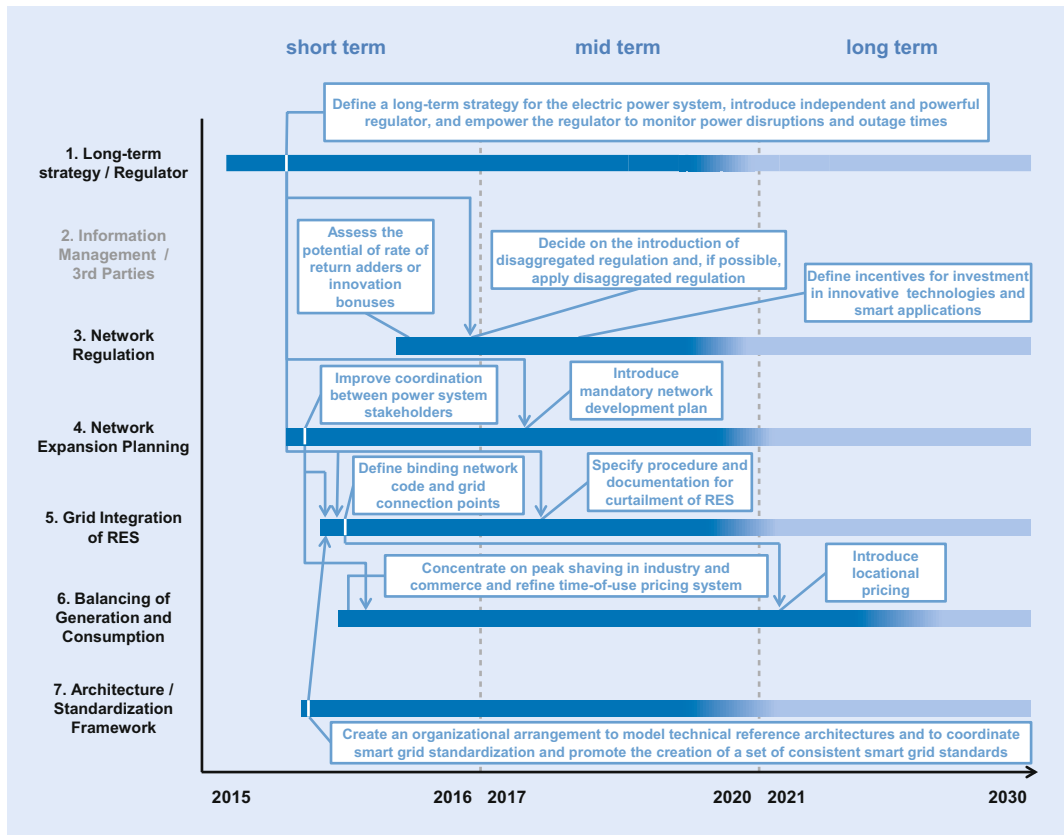 short term
mid term
long term
Define a long-term strategy for the electric power system, introduce independent and powerful
regulator, and empower the regulator to monitor power disruptions and outage times
1. Long-term
strategy / Regulator
2. Information
Management /
3rd Parties
Assess the
potential of rate of
return adders or
innovation
bonuses
Decide on the introduction of
disaggregated regulation and, if possible,
apply disaggregated regulation
Define incentives for investment
in innovative technologies and
smart applications
3. Network
Regulation
Improve coordination
between power system
stakeholders
Introduce
mandatory network
development plan
4. Network
Expansion Planning
Define binding network
code and grid
connection points
Specify procedure and
documentation for
curtailment of RES
5. Grid Integration
of RES
Concentrate on peak shaving in industry and
commerce and refine time-of-use pricing system
Introduce
locational
pricing
6. Balancing of
Generation and
Consumption
7. Architecture /
Standardization
Framework
Create an organizational arrangement to model technical reference architectures and to coordinate
smart grid standardization and promote the creation of a set of consistent smart grid standards
2015
2016
2017
2020
2021
2030